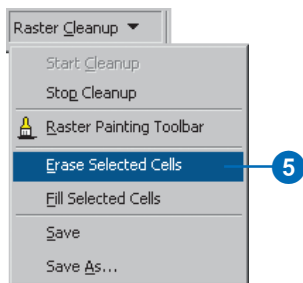 Raster Cleanup
Start Cleanup
Stop Cleanup
Raster Painting Toolbar
Erase Selected Cells
5
Fill Selected Cells
Save
Save As...